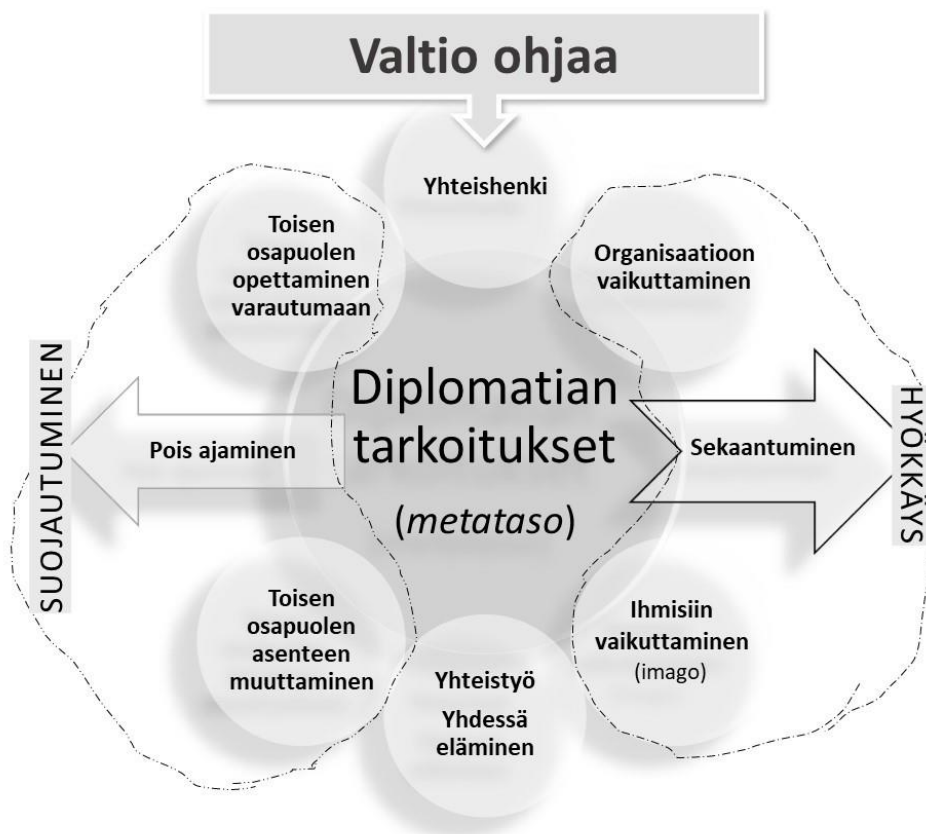 Valtio ohjaa
Yhteishenki
Toisen
osapuolen
opettaminen
varautumaan
Organisaatioon
vaikuttaminen
SUOJAUTUMINEN
Pois ajaminen
Diplomatian
tarkoitukset
(metataso)
Sekaantuminen
HYÖKKÄYS
Toisen
osapuolen
asenteen
muuttaminen
Yhteistyö
Yhdessä
eläminen
Ihmisiin
vaikuttaminen
(imago)